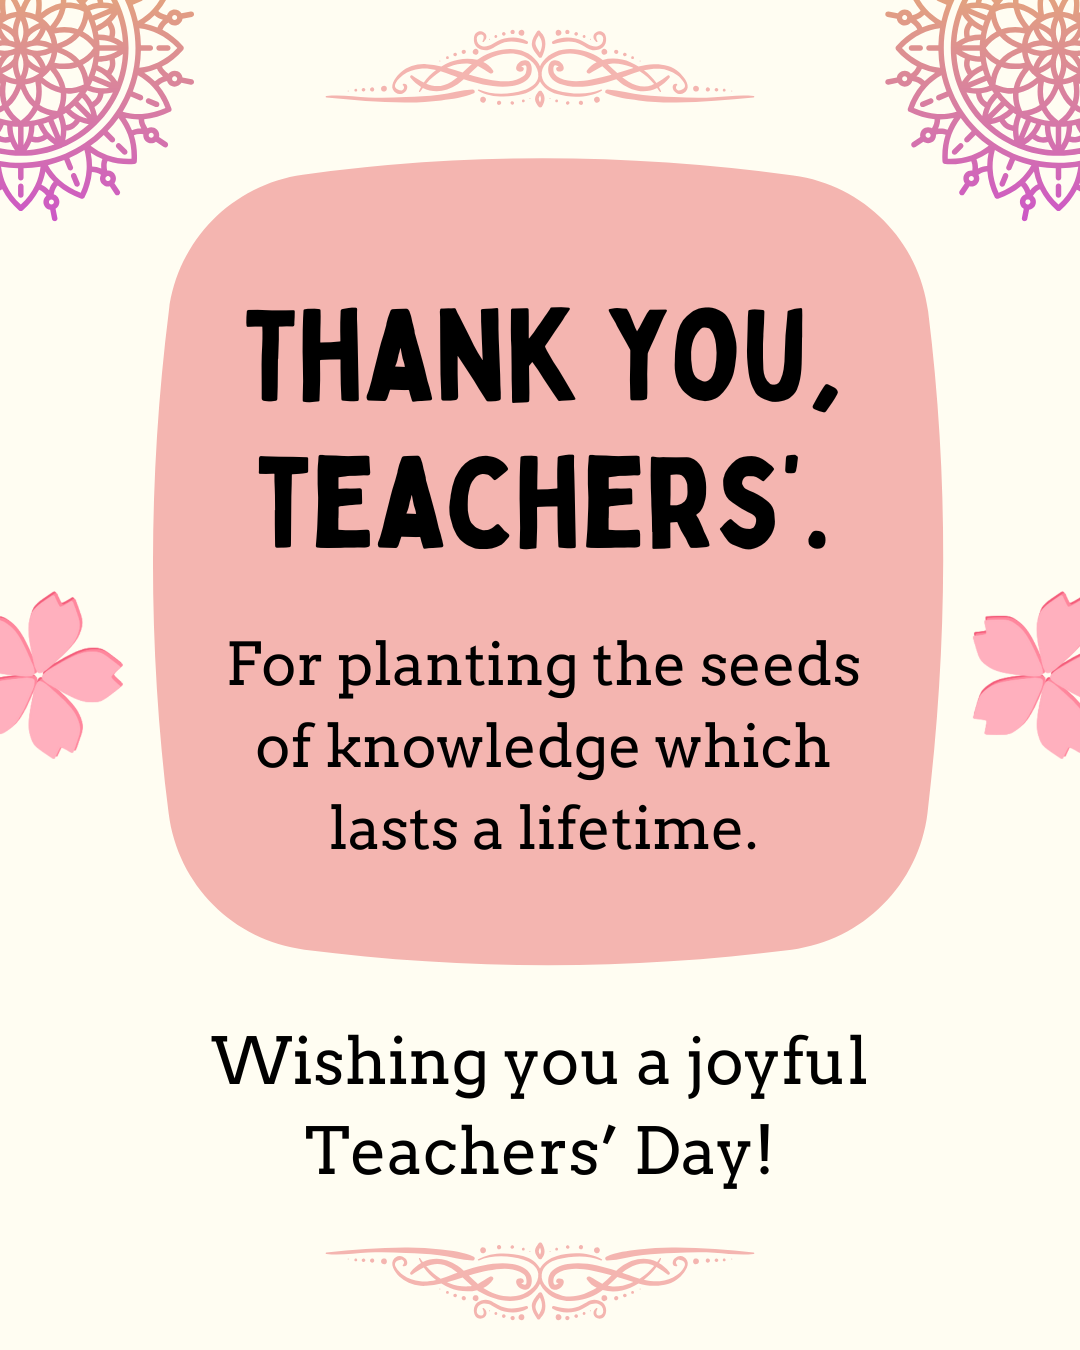 THANK YOU,
TEACHERS'.
For planting the seeds
of knowledge which
lasts a lifetime.
Wishing you a joyful
Teachers’ Day!